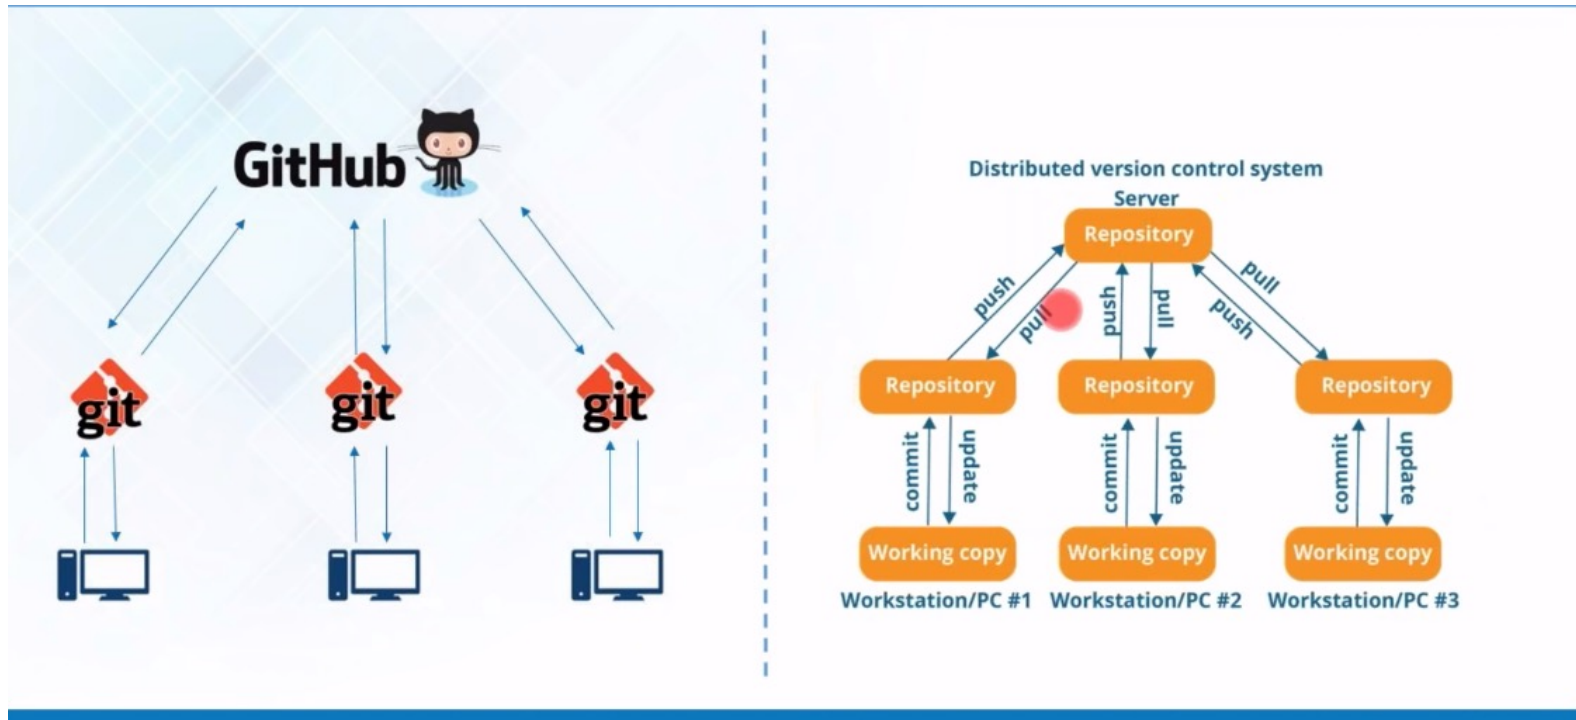 GitHub
git
git
git
Distributed version control system
Server
Repository
push
pull
push
pull
push
pull
Repository
Repository
Repository
commit
update
commit
update
commit
update
Working copy
Working copy
Working copy
Workstation/PC #1
Workstation/PC #2
Workstation/PC #3